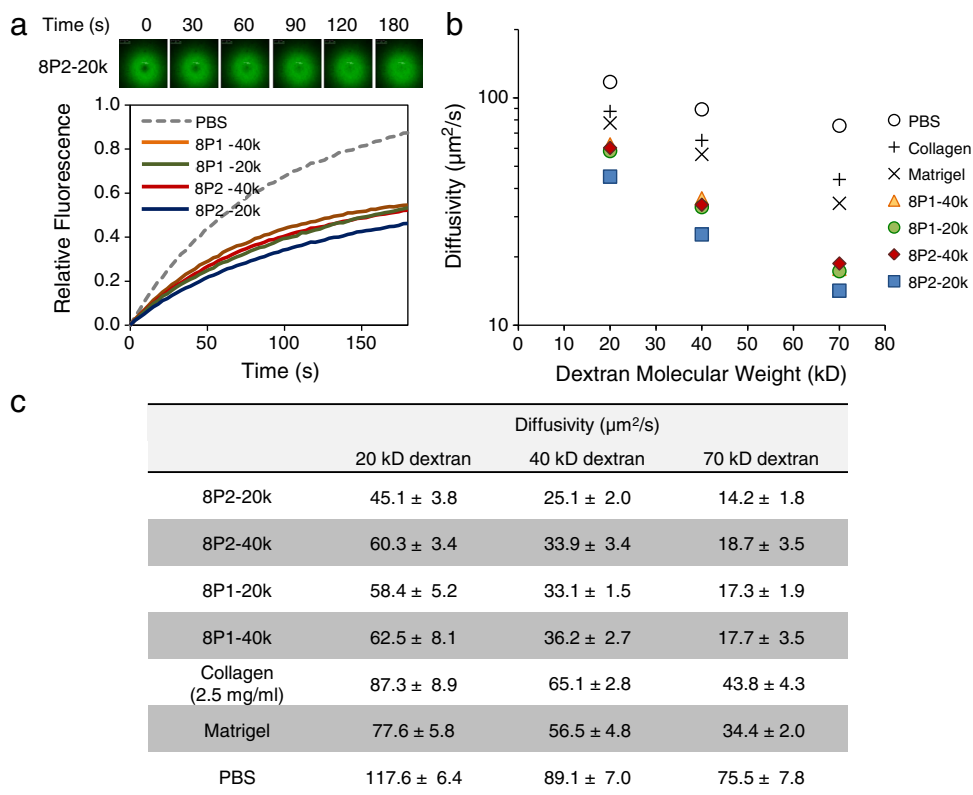 a
Time (s) 0 30 60 90 120 180
8P2-20k
Relative Fluorescence
1.0
0.8
0.6
0.4
0.2
0.0
PBS
8P1 -40k
8P1 -20k
8P2 -40k
8P2 -20k
0 50 100 150
Time (s)
b
Diffusivity (µm²/s)
100
10
0 10 20 30 40 50 60 70 80
Dextran Molecular Weight (kD)
PBS
Collagen
Matrigel
8P1-40k
8P1-20k
8P2-40k
8P2-20k
c
Diffusivity (µm²/s)
20 kD dextran 40 kD dextran 70 kD dextran
8P2-20k 45.1 ± 3.8 25.1 ± 2.0 14.2 ± 1.8
8P2-40k 60.3 ± 3.4 33.9 ± 3.4 18.7 ± 3.5
8P1-20k 58.4 ± 5.2 33.1 ± 1.5 17.3 ± 1.9
8P1-40k 62.5 ± 8.1 36.2 ± 2.7 17.7 ± 3.5
Collagen
(2.5 mg/ml) 87.3 ± 8.9 65.1 ± 2.8 43.8 ± 4.3
Matrigel 77.6 ± 5.8 56.5 ± 4.8 34.4 ± 2.0
PBS 117.6 ± 6.4 89.1 ± 7.0 75.5 ± 7.8